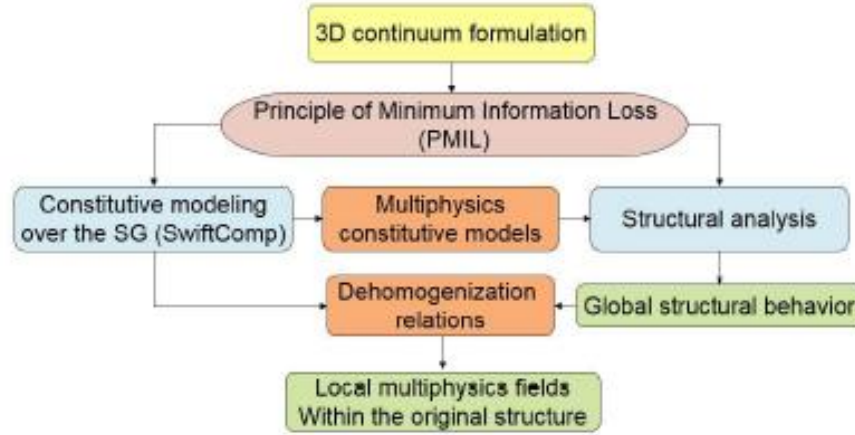 3D continuum formulation
Principle of Minimum Information Loss
(PMIL)
Constitutive modeling
over the SG (SwiftComp)
Multiphysics
constitutive models
Structural analysis
Dehomogenization
relations
Global structural behavior
Local multiphysics fields
Within the original structure